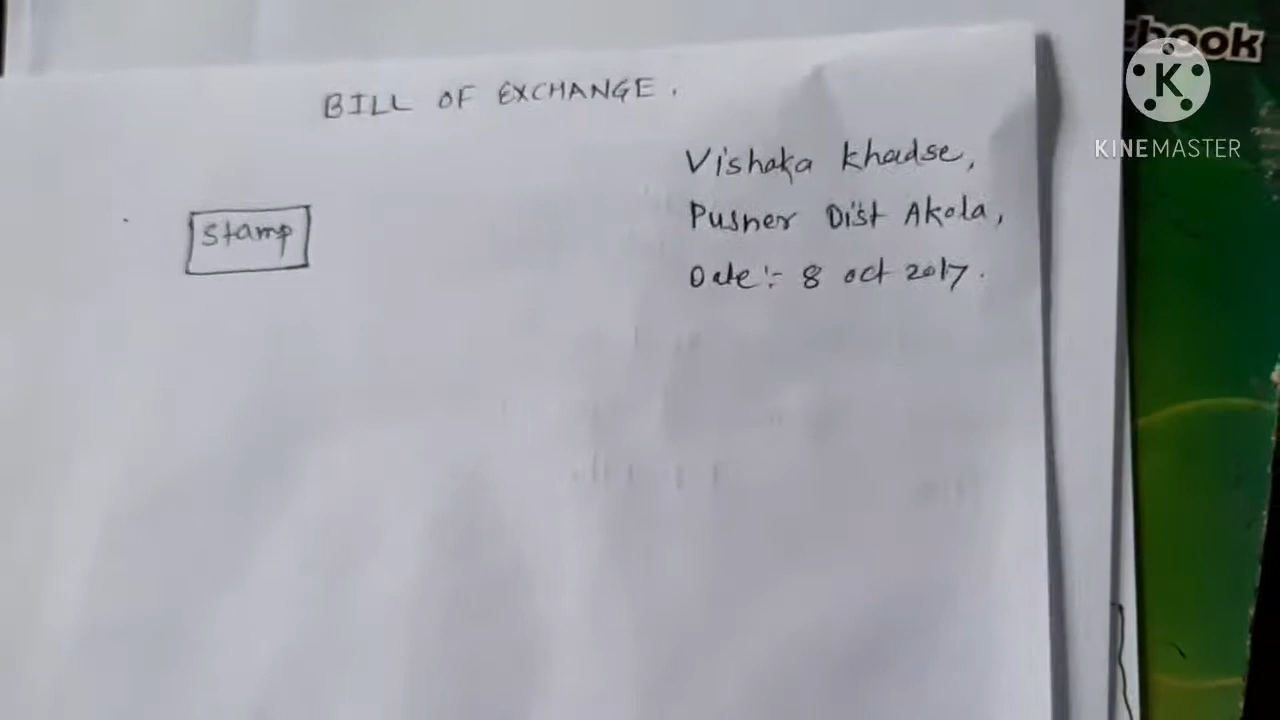 BILL OF EXCHANGE.
Vishaka Khadse,
Stamp
Pusner Dist Akola,
Date:- 8 oct 2017.
K
KINEMASTER